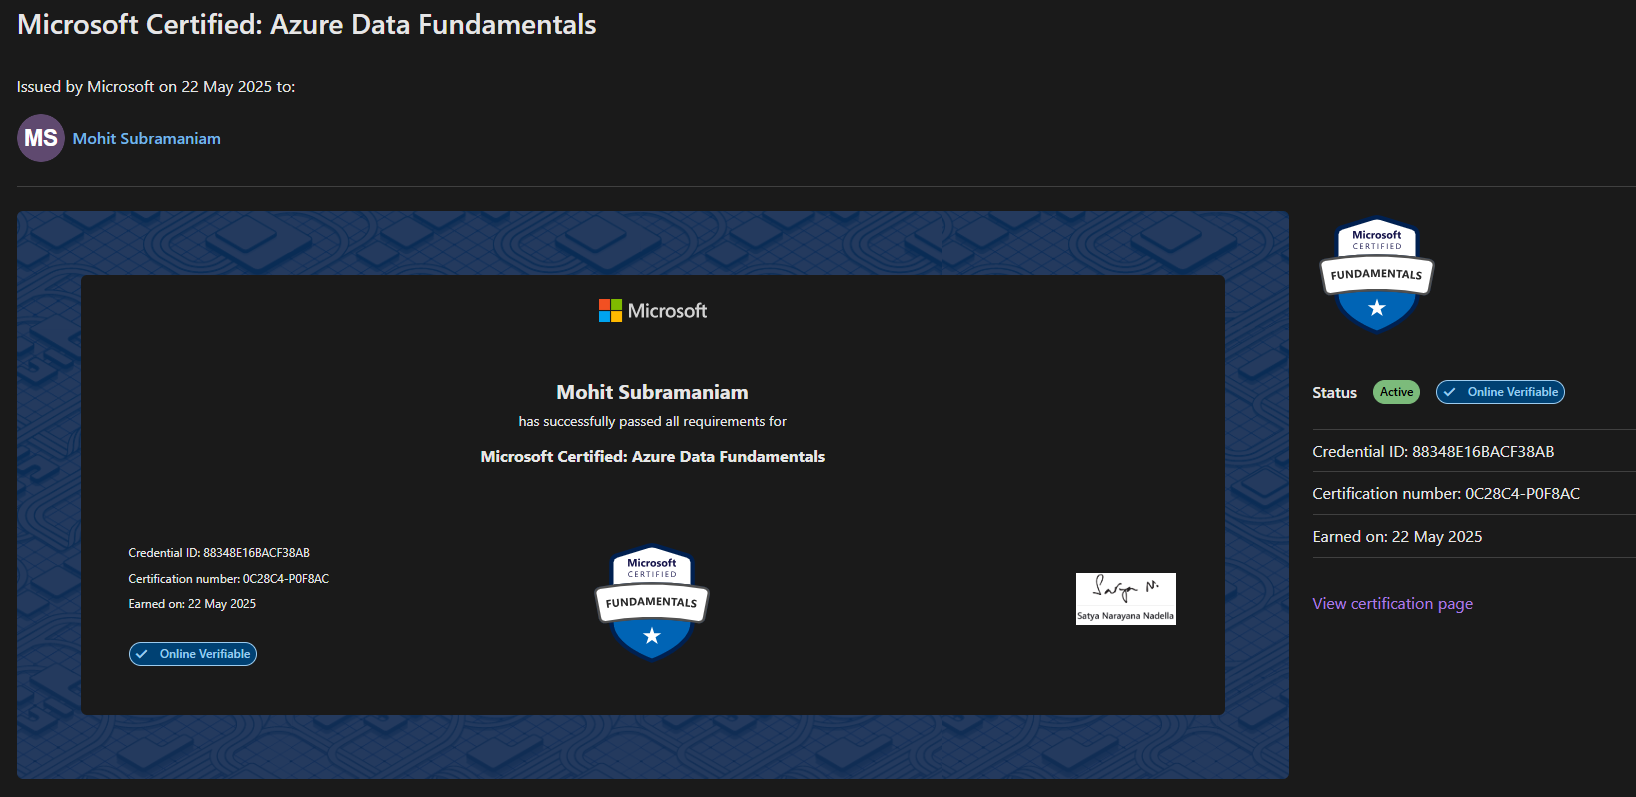 Microsoft Certified: Azure Data Fundamentals
Issued by Microsoft on 22 May 2025 to:
MS
Mohit Subramaniam
Microsoft
Mohit Subramaniam
has successfully passed all requirements for
Microsoft Certified: Azure Data Fundamentals
Credential ID: 88348E16BACF38AB
Certification number: 0C28C4-P0F8AC
Earned on: 22 May 2025
Online Verifiable
Microsoft
CERTIFIED
FUNDAMENTALS
Satya N.
Satya Narayana Nadella
Microsoft
CERTIFIED
FUNDAMENTALS
Status Active Online Verifiable
Credential ID: 88348E16BACF38AB
Certification number: 0C28C4-P0F8AC
Earned on: 22 May 2025
View certification page